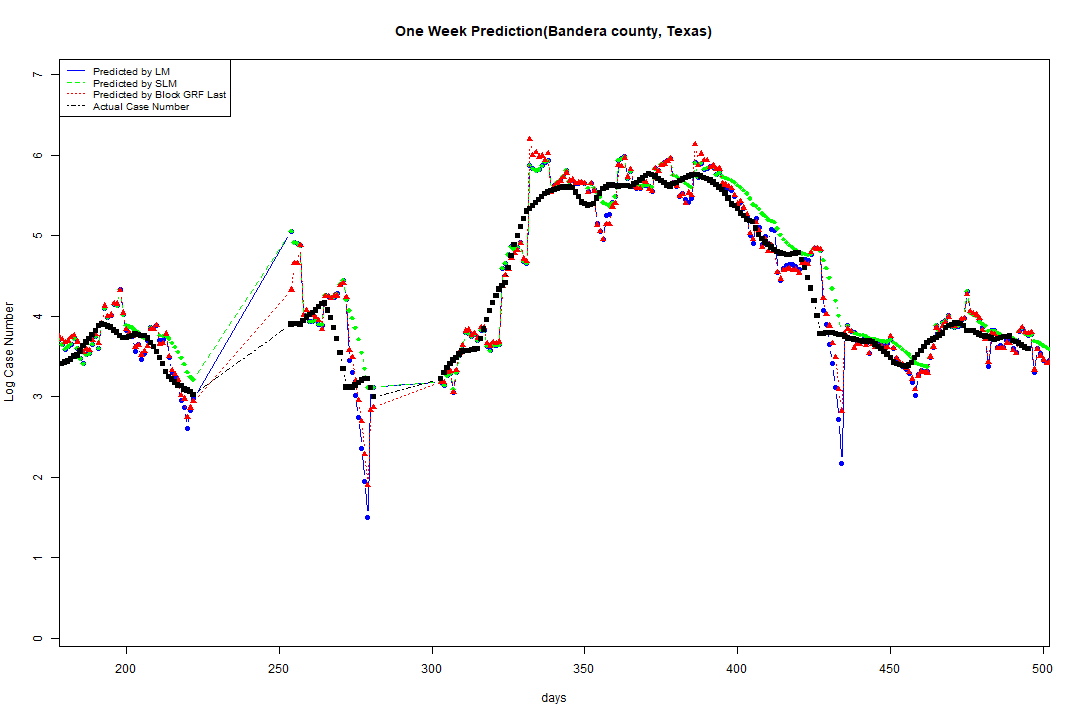 One Week Prediction(Bandera county, Texas)
Predicted by LM
Predicted by SLM
Predicted by Block GRF Last
Actual Case Number
Log Case Number
7
6
5
4
3
2
1
0
200 250 300 350 400 450 500
days